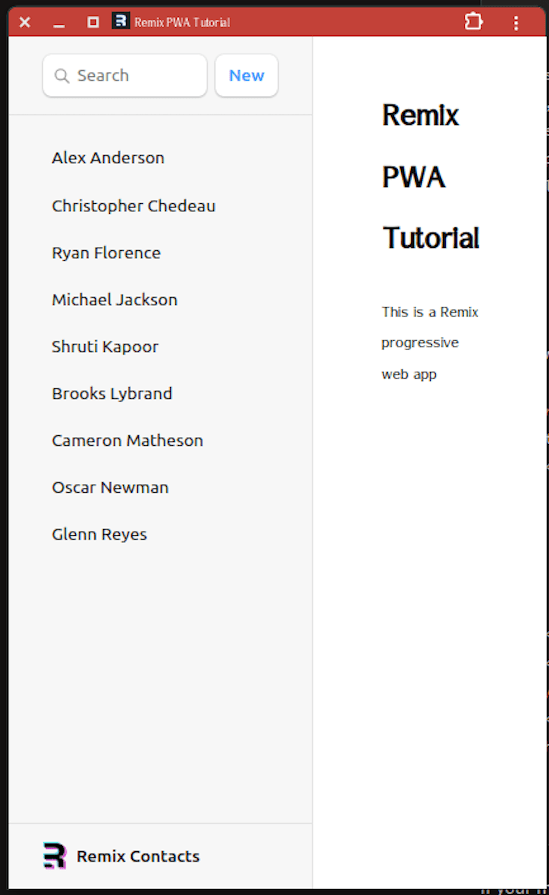 Remix PWA Tutorial
Search
New
Alex Anderson
Christopher Chedeau
Ryan Florence
Michael Jackson
Shruti Kapoor
Brooks Lybrand
Cameron Matheson
Oscar Newman
Glenn Reyes
Remix Contacts
Remix
PWA
Tutorial
This is a Remix
progressive
web app